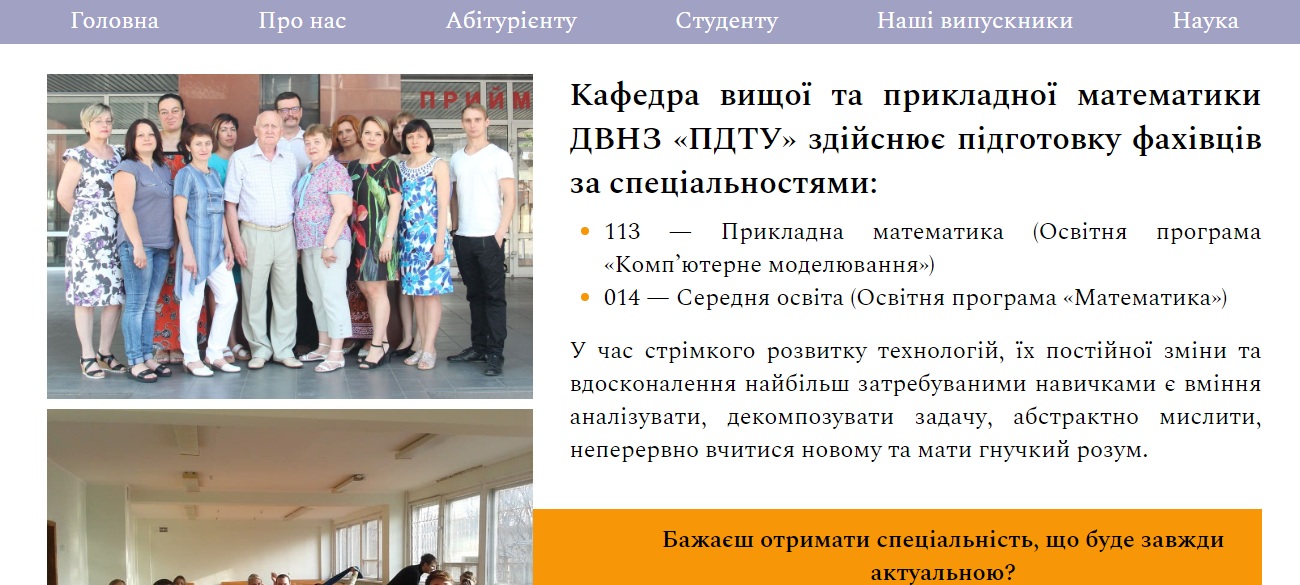 Головна Про нас Абітурієнту Студенту Наші випускники Наука
ПРИЙМ
Кафедра вищої та прикладної математики
ДВНЗ «ПДТУ» здійснює підготовку фахівців
за спеціальностями:
113 — Прикладна математика (Освітня програма
«Комп’ютерне моделювання»)
014 — Середня освіта (Освітня програма «Математика»)
У час стрімкого розвитку технологій, їх постійної зміни та
вдосконалення найбільш затребуваними навичками є вміння
аналізувати, декомпозувати задачу, абстрактно мислити,
неперервно вчитися новому та мати гнучкий розум.
Бажаєш отримати спеціальність, що буде завжди
актуальною?